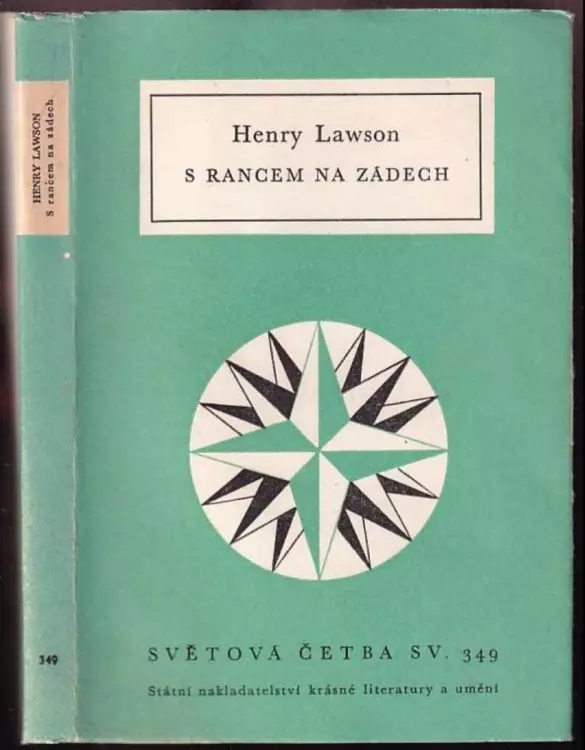 HENRY LAWSON
S rancem na zádech
349
Henry Lawson
S RANCEM NA ZÁDECH
SVĚTOVÁ ČETBA SV. 349
Státní nakladatelství krásné literatury a umění